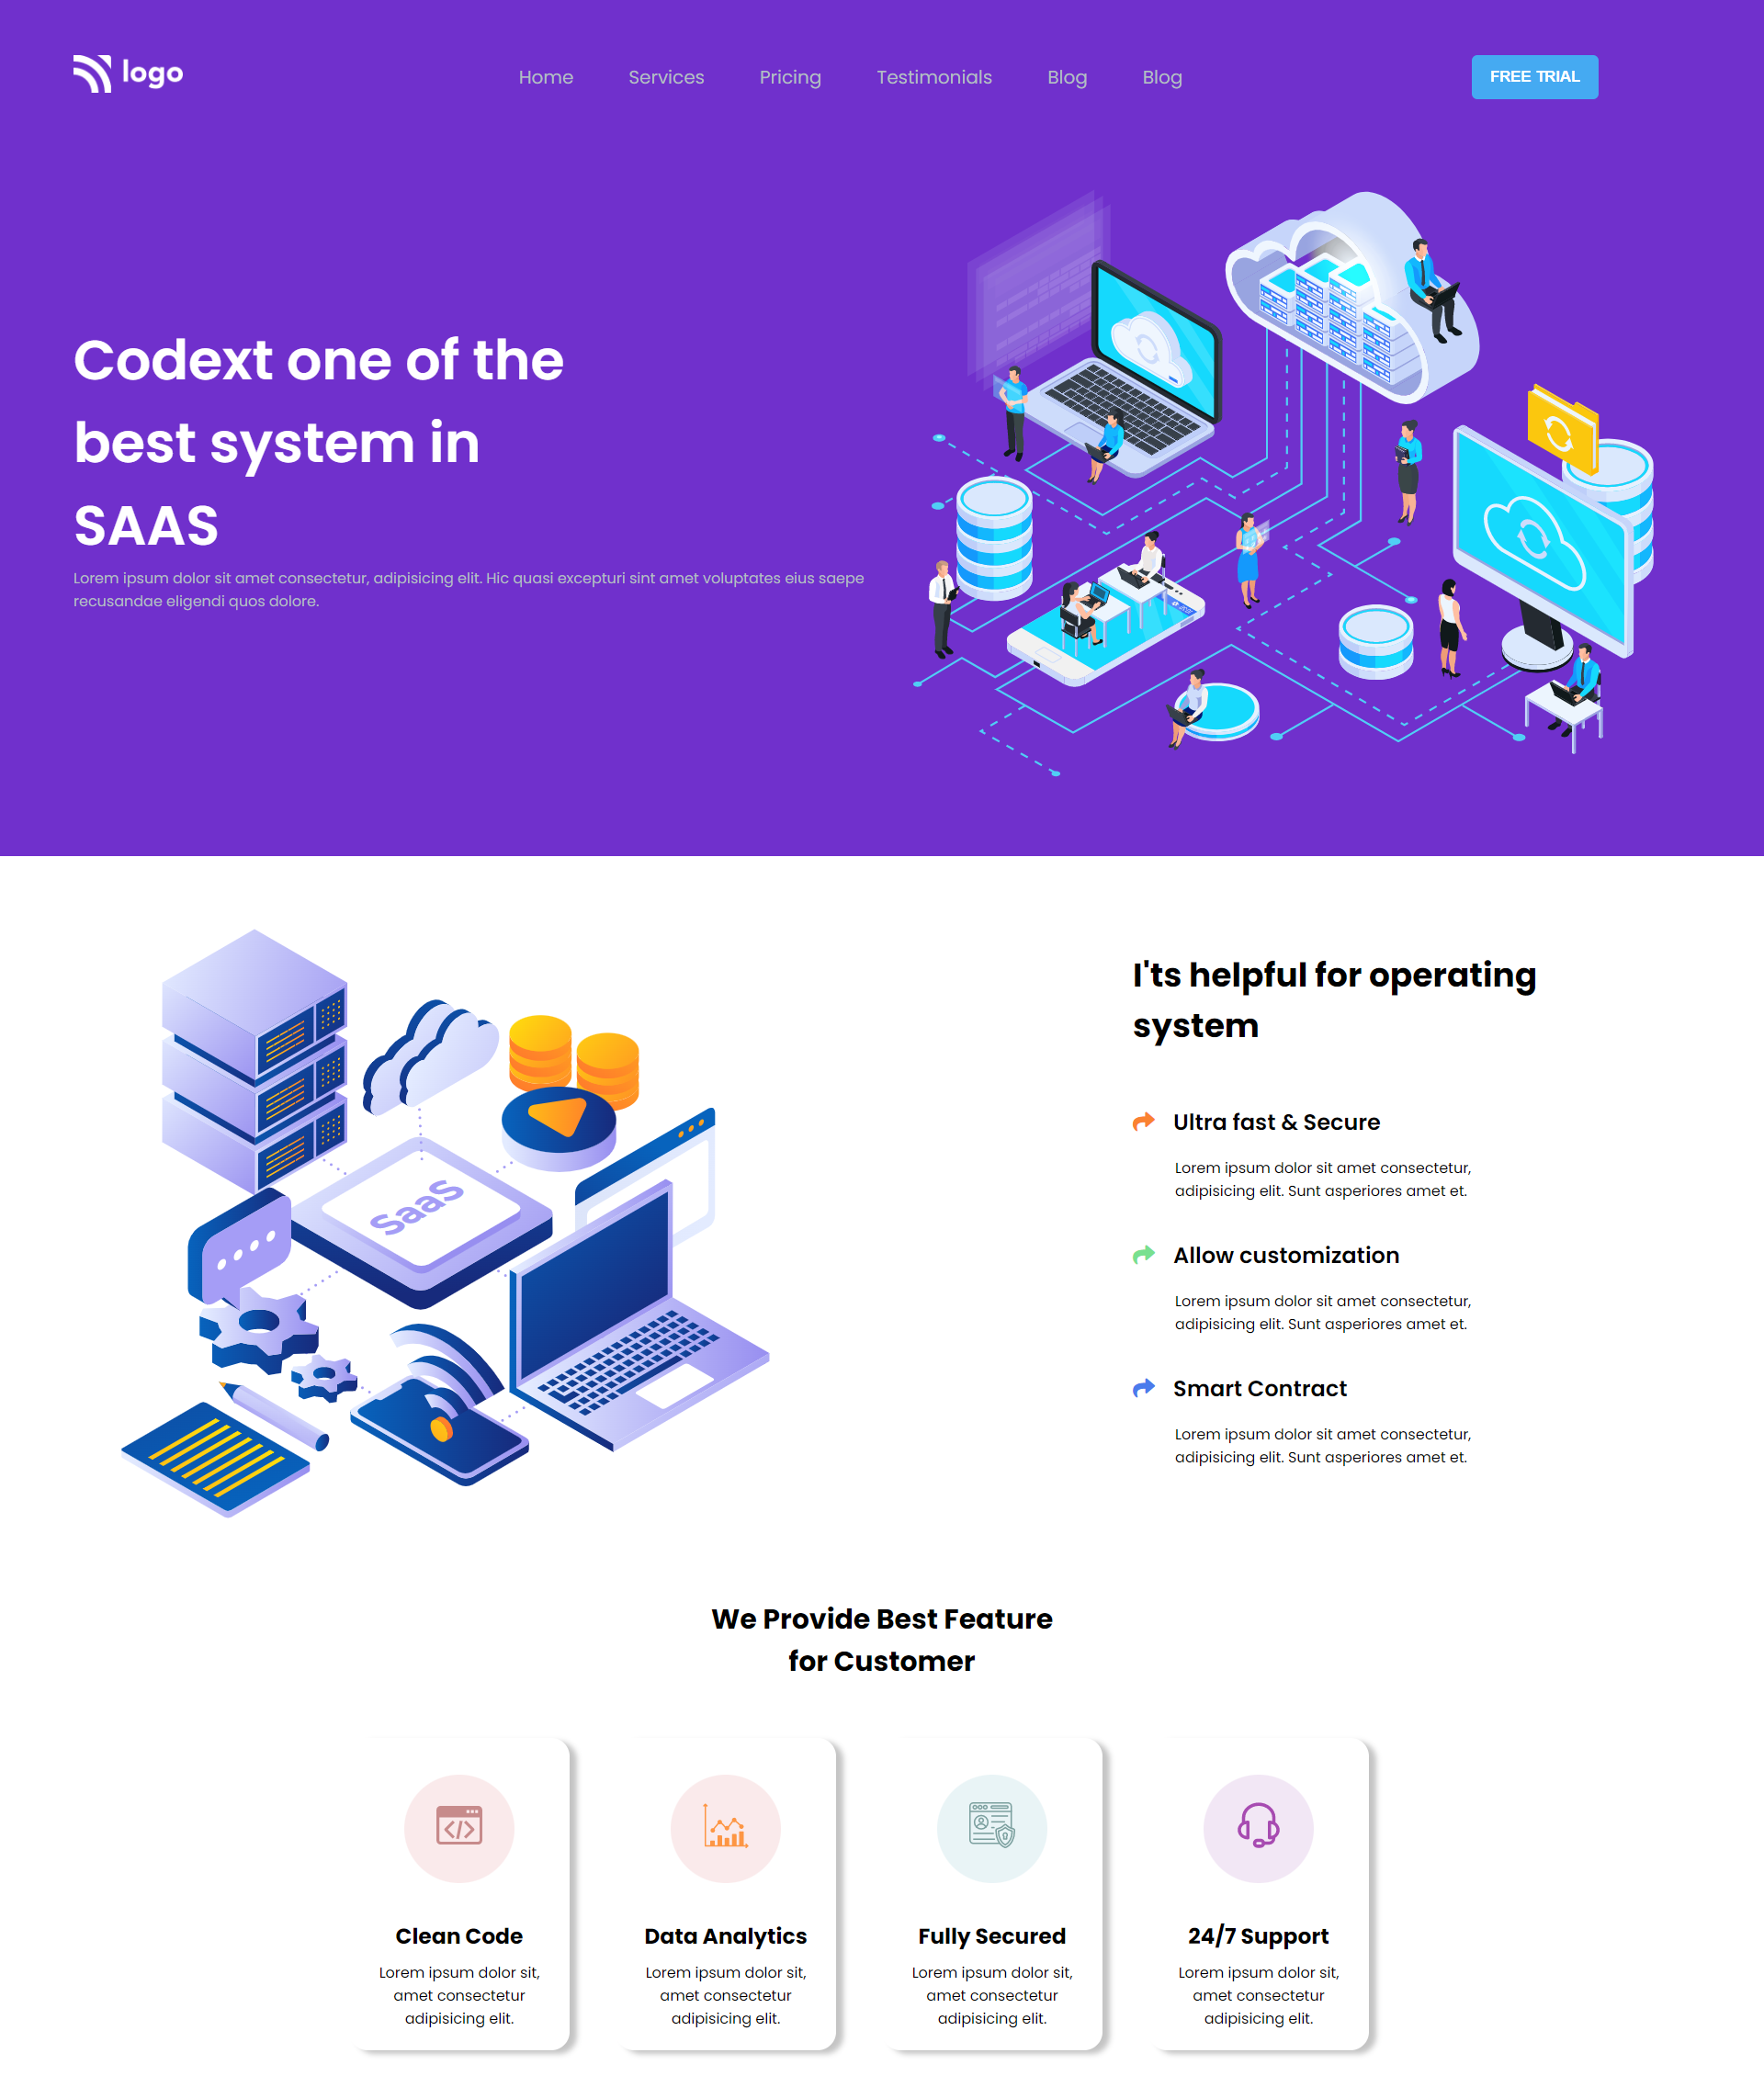 logo
Home Services Pricing Testimonials Blog Blog
FREE TRIAL
Codext one of the
best system in
SAAS
Lorem ipsum dolor sit amet consectetur, adipisicing elit. Hic quasi excepturi sint amet voluptates eius saepe
recusandae eligendi quos dolore.
SaaS
I'ts helpful for operating
system
Ultra fast & Secure
Lorem ipsum dolor sit amet consectetur,
adipisicing elit. Sunt asperiores amet et.
Allow customization
Lorem ipsum dolor sit amet consectetur,
adipisicing elit. Sunt asperiores amet et.
Smart Contract
Lorem ipsum dolor sit amet consectetur,
adipisicing elit. Sunt asperiores amet et.
We Provide Best Feature
for Customer
Clean Code
Lorem ipsum dolor sit,
amet consectetur
adipisicing elit.
Data Analytics
Lorem ipsum dolor sit,
amet consectetur
adipisicing elit.
Fully Secured
Lorem ipsum dolor sit,
amet consectetur
adipisicing elit.
24/7 Support
Lorem ipsum dolor sit,
amet consectetur
adipisicing elit.